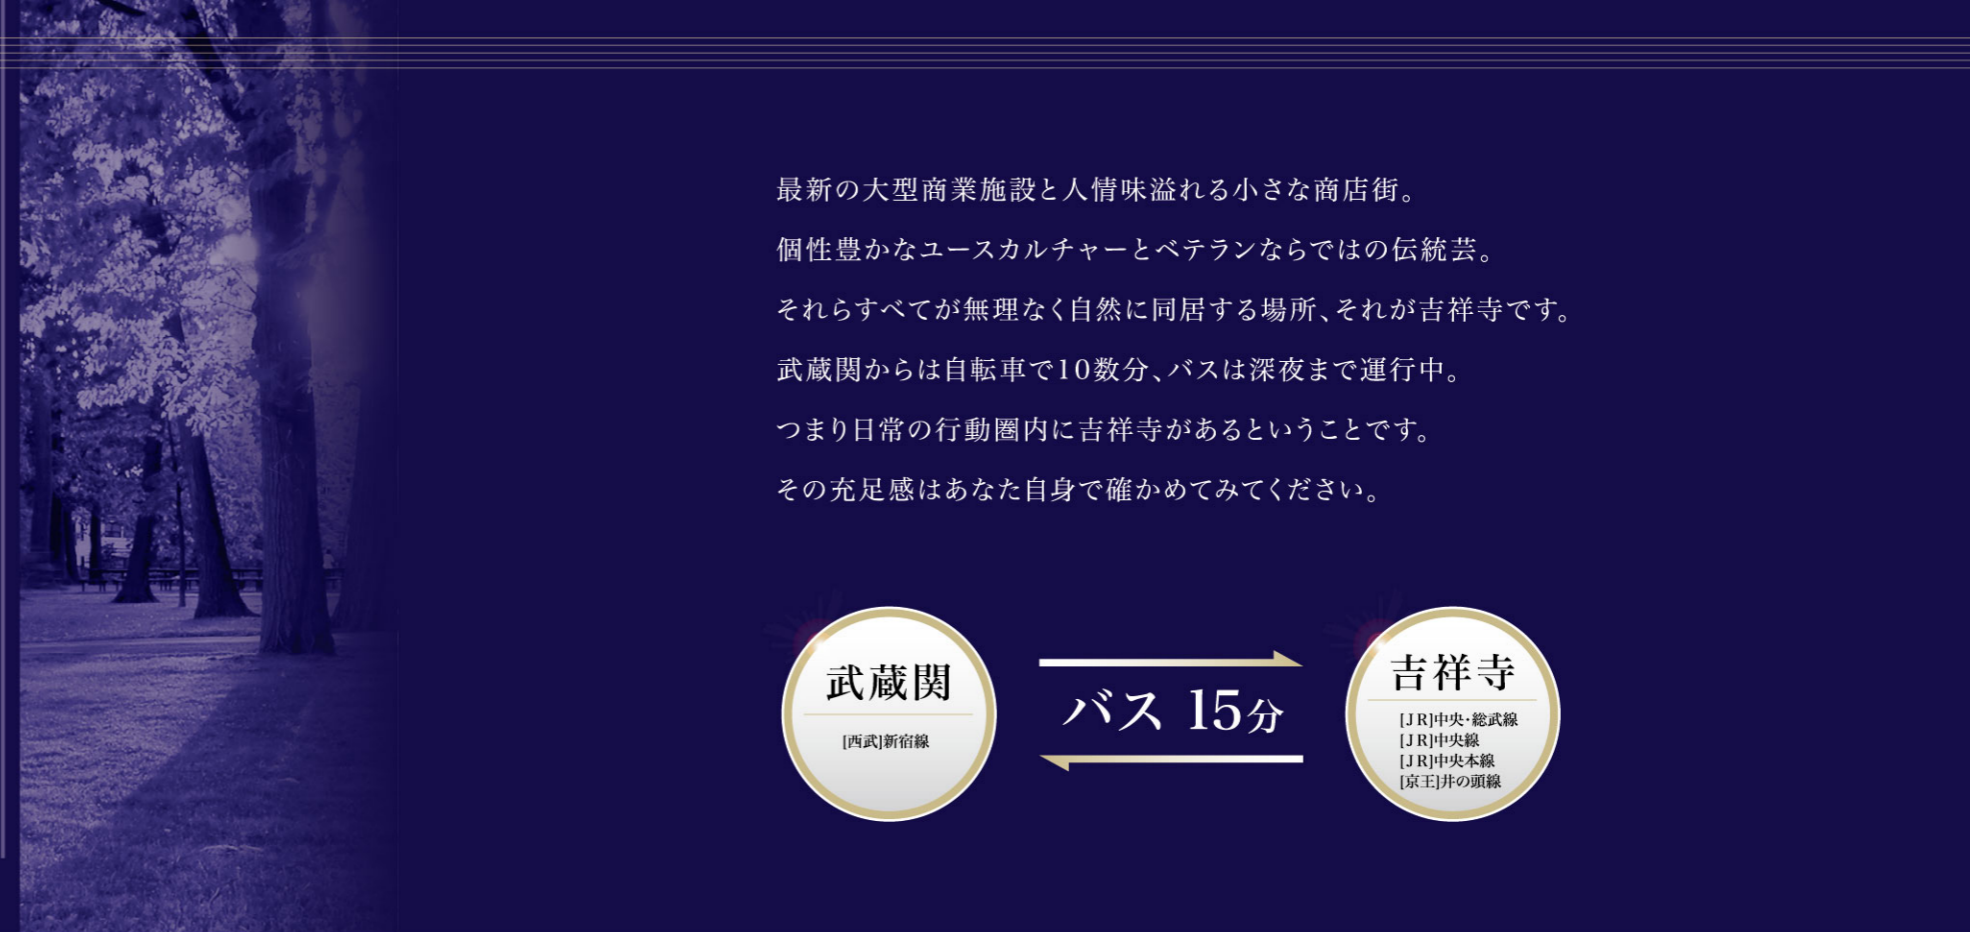 最新の大型商業施設と人情味溢れる小さな商店街。
個性豊かなユースカルチャーとベテランならではの伝統芸。
それらすべてが無理なく自然に同居する場所、それが吉祥寺です。
武蔵関からは自転車で10数分、バスは深夜まで運行中。
つまり日常の行動圏内に吉祥寺があるということです。
その充足感はあなた自身で確かめてみてください。
武蔵関
[西武]新宿線
バス 15分
吉祥寺
[JR]中央・総武線
[JR]中央線
[JR]中央本線
[京王]井の頭線